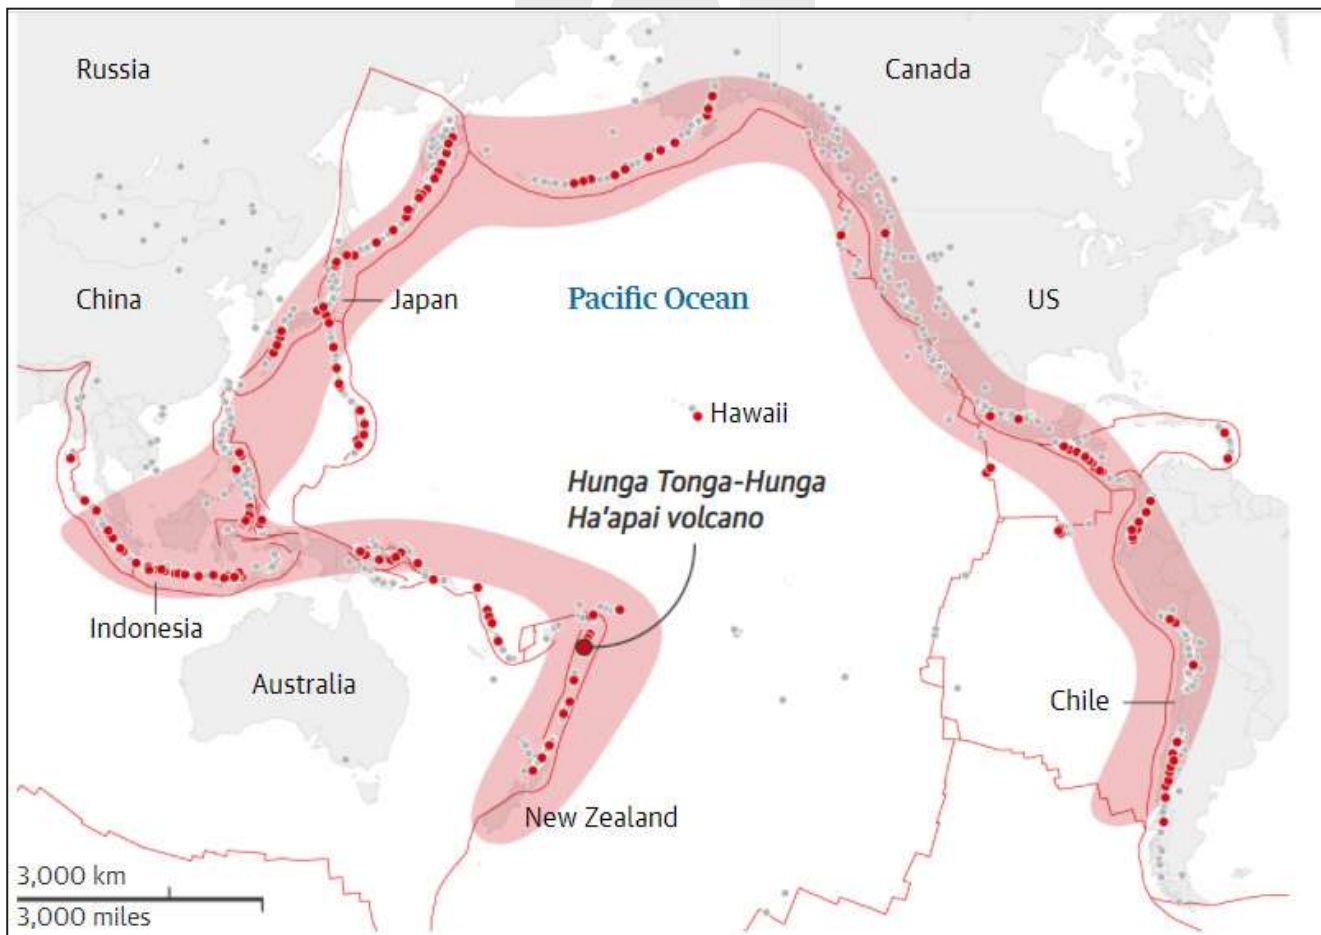 Russia
Canada
China
Japan
Pacific Ocean
US
Hawaii
Hunga Tonga-Hunga
Ha'apai volcano
Indonesia
Australia
Chile
New Zealand
3,000 km
3,000 miles